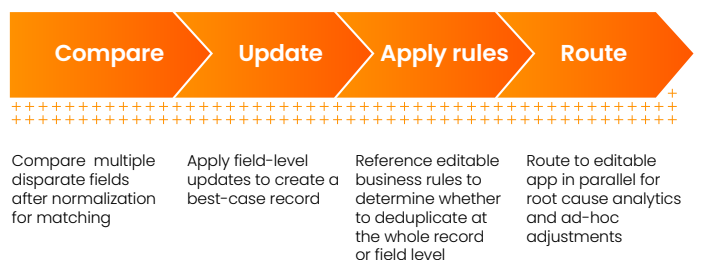 Compare
Update
Apply rules
Route
Compare multiple
disparate fields
after normalization
for matching
Apply field-level
updates to create a
best-case record
Reference editable
business rules to
determine whether
to deduplicate at
the whole record
or field level
Route to editable
app in parallel for
root cause analytics
and ad-hoc
adjustments